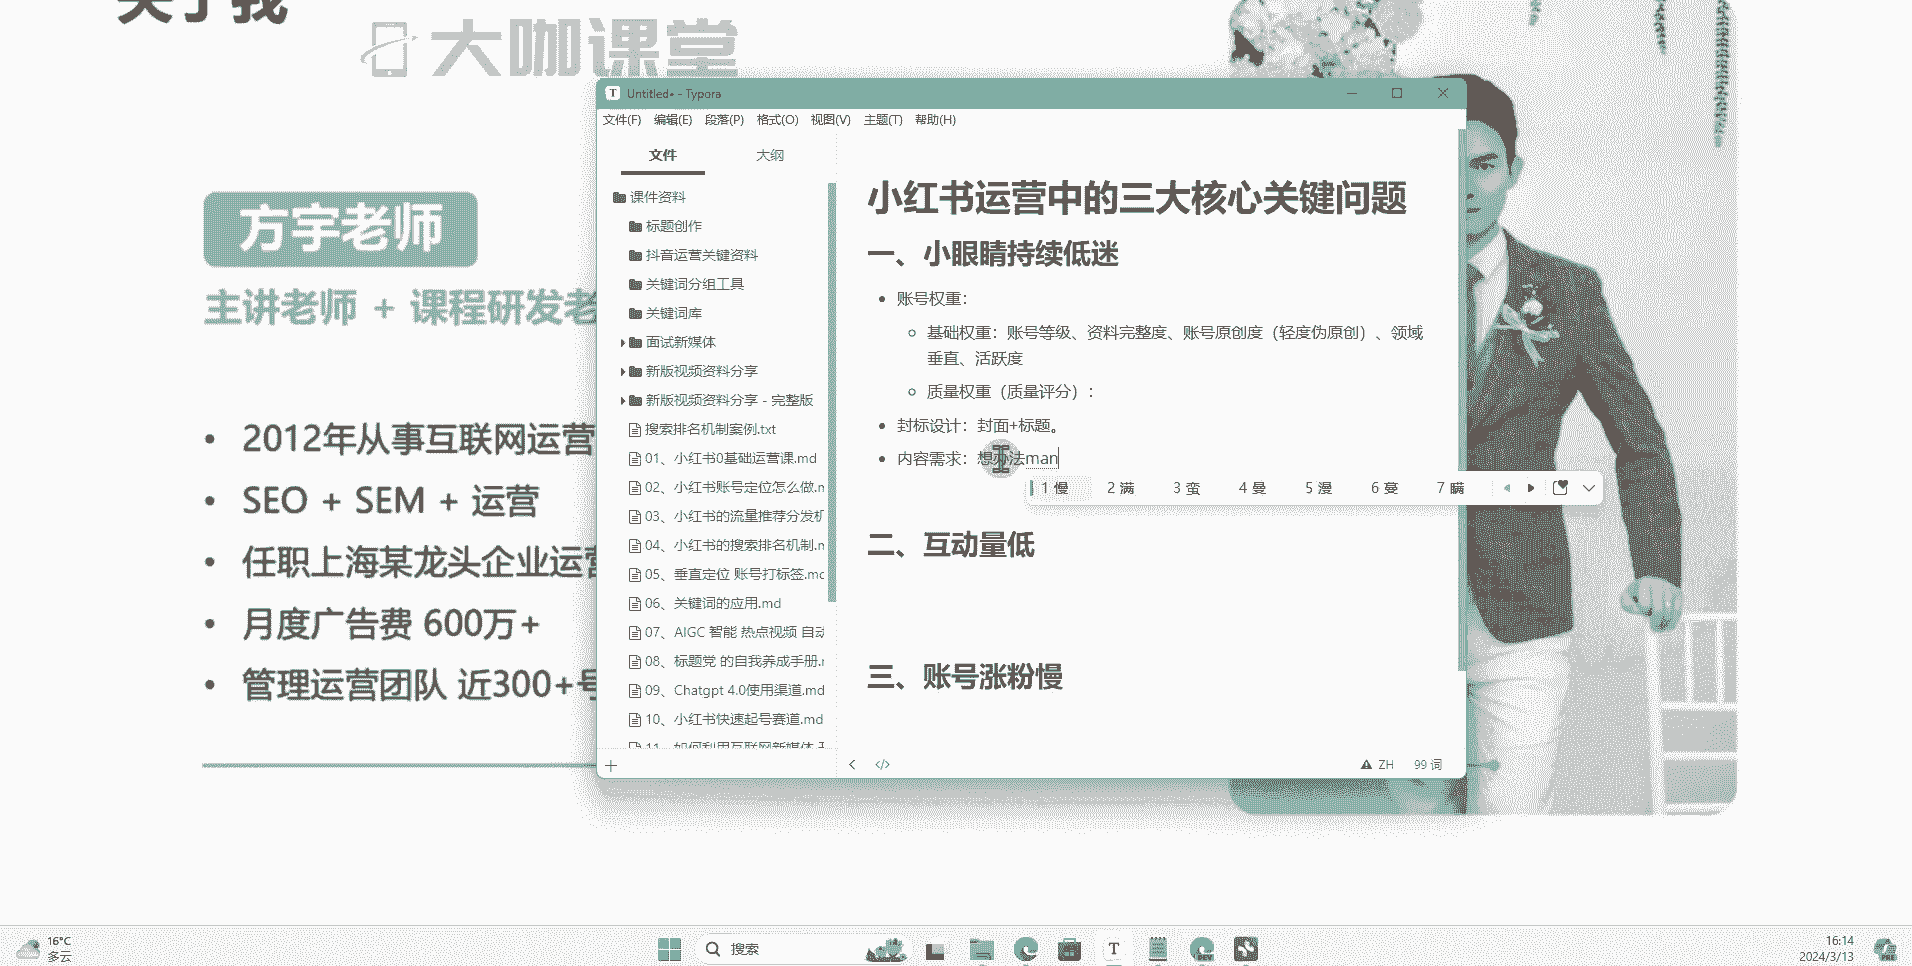 关于我
大咖课堂
方宇老师
主讲老师 + 课程研发老
2012年从事互联网运营
SEO + SEM + 运营
任职上海某龙头企业运营
月度广告费 600万+
管理运营团队 近300+号
Untitled• - Typora
文件(F) 编辑(E) 段落(P) 格式(O) 视图(V) 主题(T) 帮助(H)
文件 大纲
课件资料
标题创作
抖音运营关键资料
关键词分组工具
关键词库
面试新媒体
新版视频资料分享
新版视频资料分享 - 完整版
搜索排名机制案例.txt
01、小红书0基础运营课.md
02、小红书账号定位怎么做.m
03、小红书的流量推荐分发机
04、小红书的搜索排名机制.m
05、垂直定位 账号打标签.mc
06、关键词的应用.md
07、AIGC 智能 热点视频 自动
08、标题党 的自我养成手册.r
09、Chatgpt 4.0使用渠道.md
10、小红书快速起号赛道.md
11、如何利用互联网新媒体
小红书运营中的三大核心关键问题
一、小眼睛持续低迷
账号权重：
基础权重：账号等级、资料完整度、账号原创度（轻度伪原创）、领域
垂直、活跃度
质量权重（质量评分）：
封标设计：封面+标题。
内容需求：想办法man
1 慢 2 满 3 蛮 4 曼 5 漫 6 蔓 7 瞒
二、互动量低
三、账号涨粉慢
ZH 99 词
16°C
多云
搜索
16:14
2024/3/13